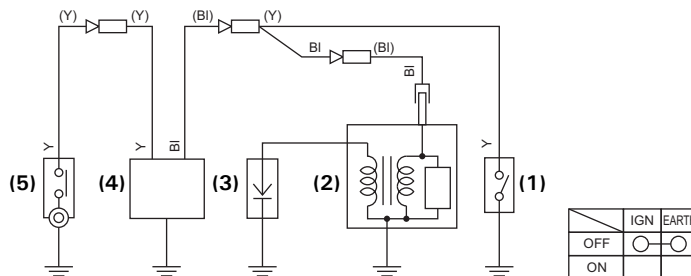 (Y) (Y) (Bl) (Y)
Bl (Bl)
Bl
Y Y Bl Y
(5) (4) (3) (2) (1)
IGN EARTH
OFF
ON